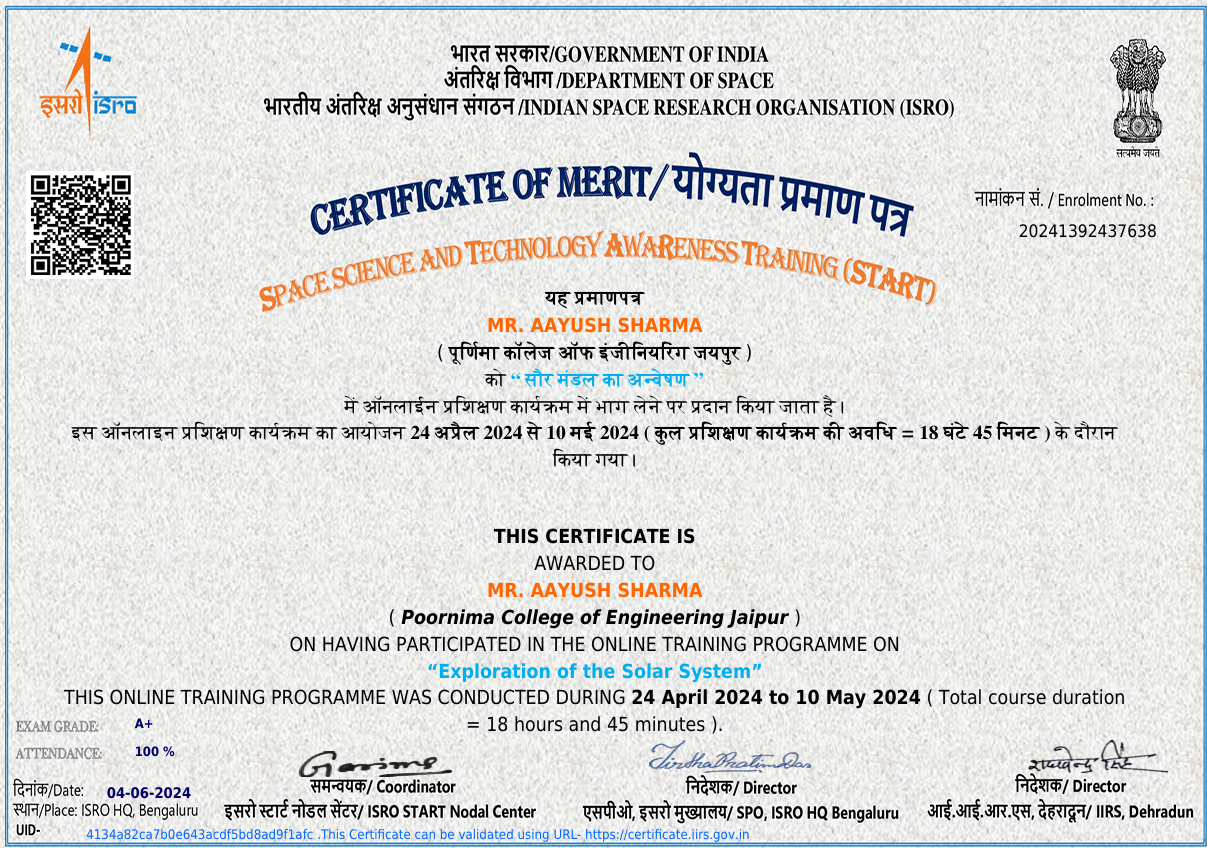 इसरो isro
भारत सरकार/GOVERNMENT OF INDIA
अंतरिक्ष विभाग /DEPARTMENT OF SPACE
भारतीय अंतरिक्ष अनुसंधान संगठन /INDIAN SPACE RESEARCH ORGANISATION (ISRO)
सत्यमेव जयते
CERTIFICATE OF MERIT/ योग्यता प्रमाण पत्र
नामांकन सं. / Enrolment No. :
20241392437638
SPACE SCIENCE AND TECHNOLOGY AWARENESS TRAINING (START)
यह प्रमाणपत्र
MR. AAYUSH SHARMA
( पूर्णिमा कॉलेज ऑफ इंजीनियरिंग जयपुर )
को “ सौर मंडल का अन्वेषण ”
में ऑनलाईन प्रशिक्षण कार्यक्रम में भाग लेने पर प्रदान किया जाता है।
इस ऑनलाइन प्रशिक्षण कार्यक्रम का आयोजन 24 अप्रैल 2024 से 10 मई 2024 ( कुल प्रशिक्षण कार्यक्रम की अवधि = 18 घंटे 45 मिनट ) के दौरान
किया गया।
THIS CERTIFICATE IS
AWARDED TO
MR. AAYUSH SHARMA
( Poornima College of Engineering Jaipur )
ON HAVING PARTICIPATED IN THE ONLINE TRAINING PROGRAMME ON
“Exploration of the Solar System”
THIS ONLINE TRAINING PROGRAMME WAS CONDUCTED DURING 24 April 2024 to 10 May 2024 ( Total course duration
= 18 hours and 45 minutes ).
EXAM GRADE: A+
ATTENDANCE: 100 %
TirthaPratimDas
समन्वयक/ Coordinator
निदेशक/ Director
निदेशक/ Director
दिनांक/Date: 04-06-2024
स्थान/Place: ISRO HQ, Bengaluru
इसरो स्टार्ट नोडल सेंटर/ ISRO START Nodal Center
एसपीओ, इसरो मुख्यालय/ SPO, ISRO HQ Bengaluru
आई.आई.आर.एस, देहरादून/ IIRS, Dehradun
UID- 4134a82ca7b0e643acdf5bd8ad9f1afc .This Certificate can be validated using URL- https://certificate.iirs.gov.in